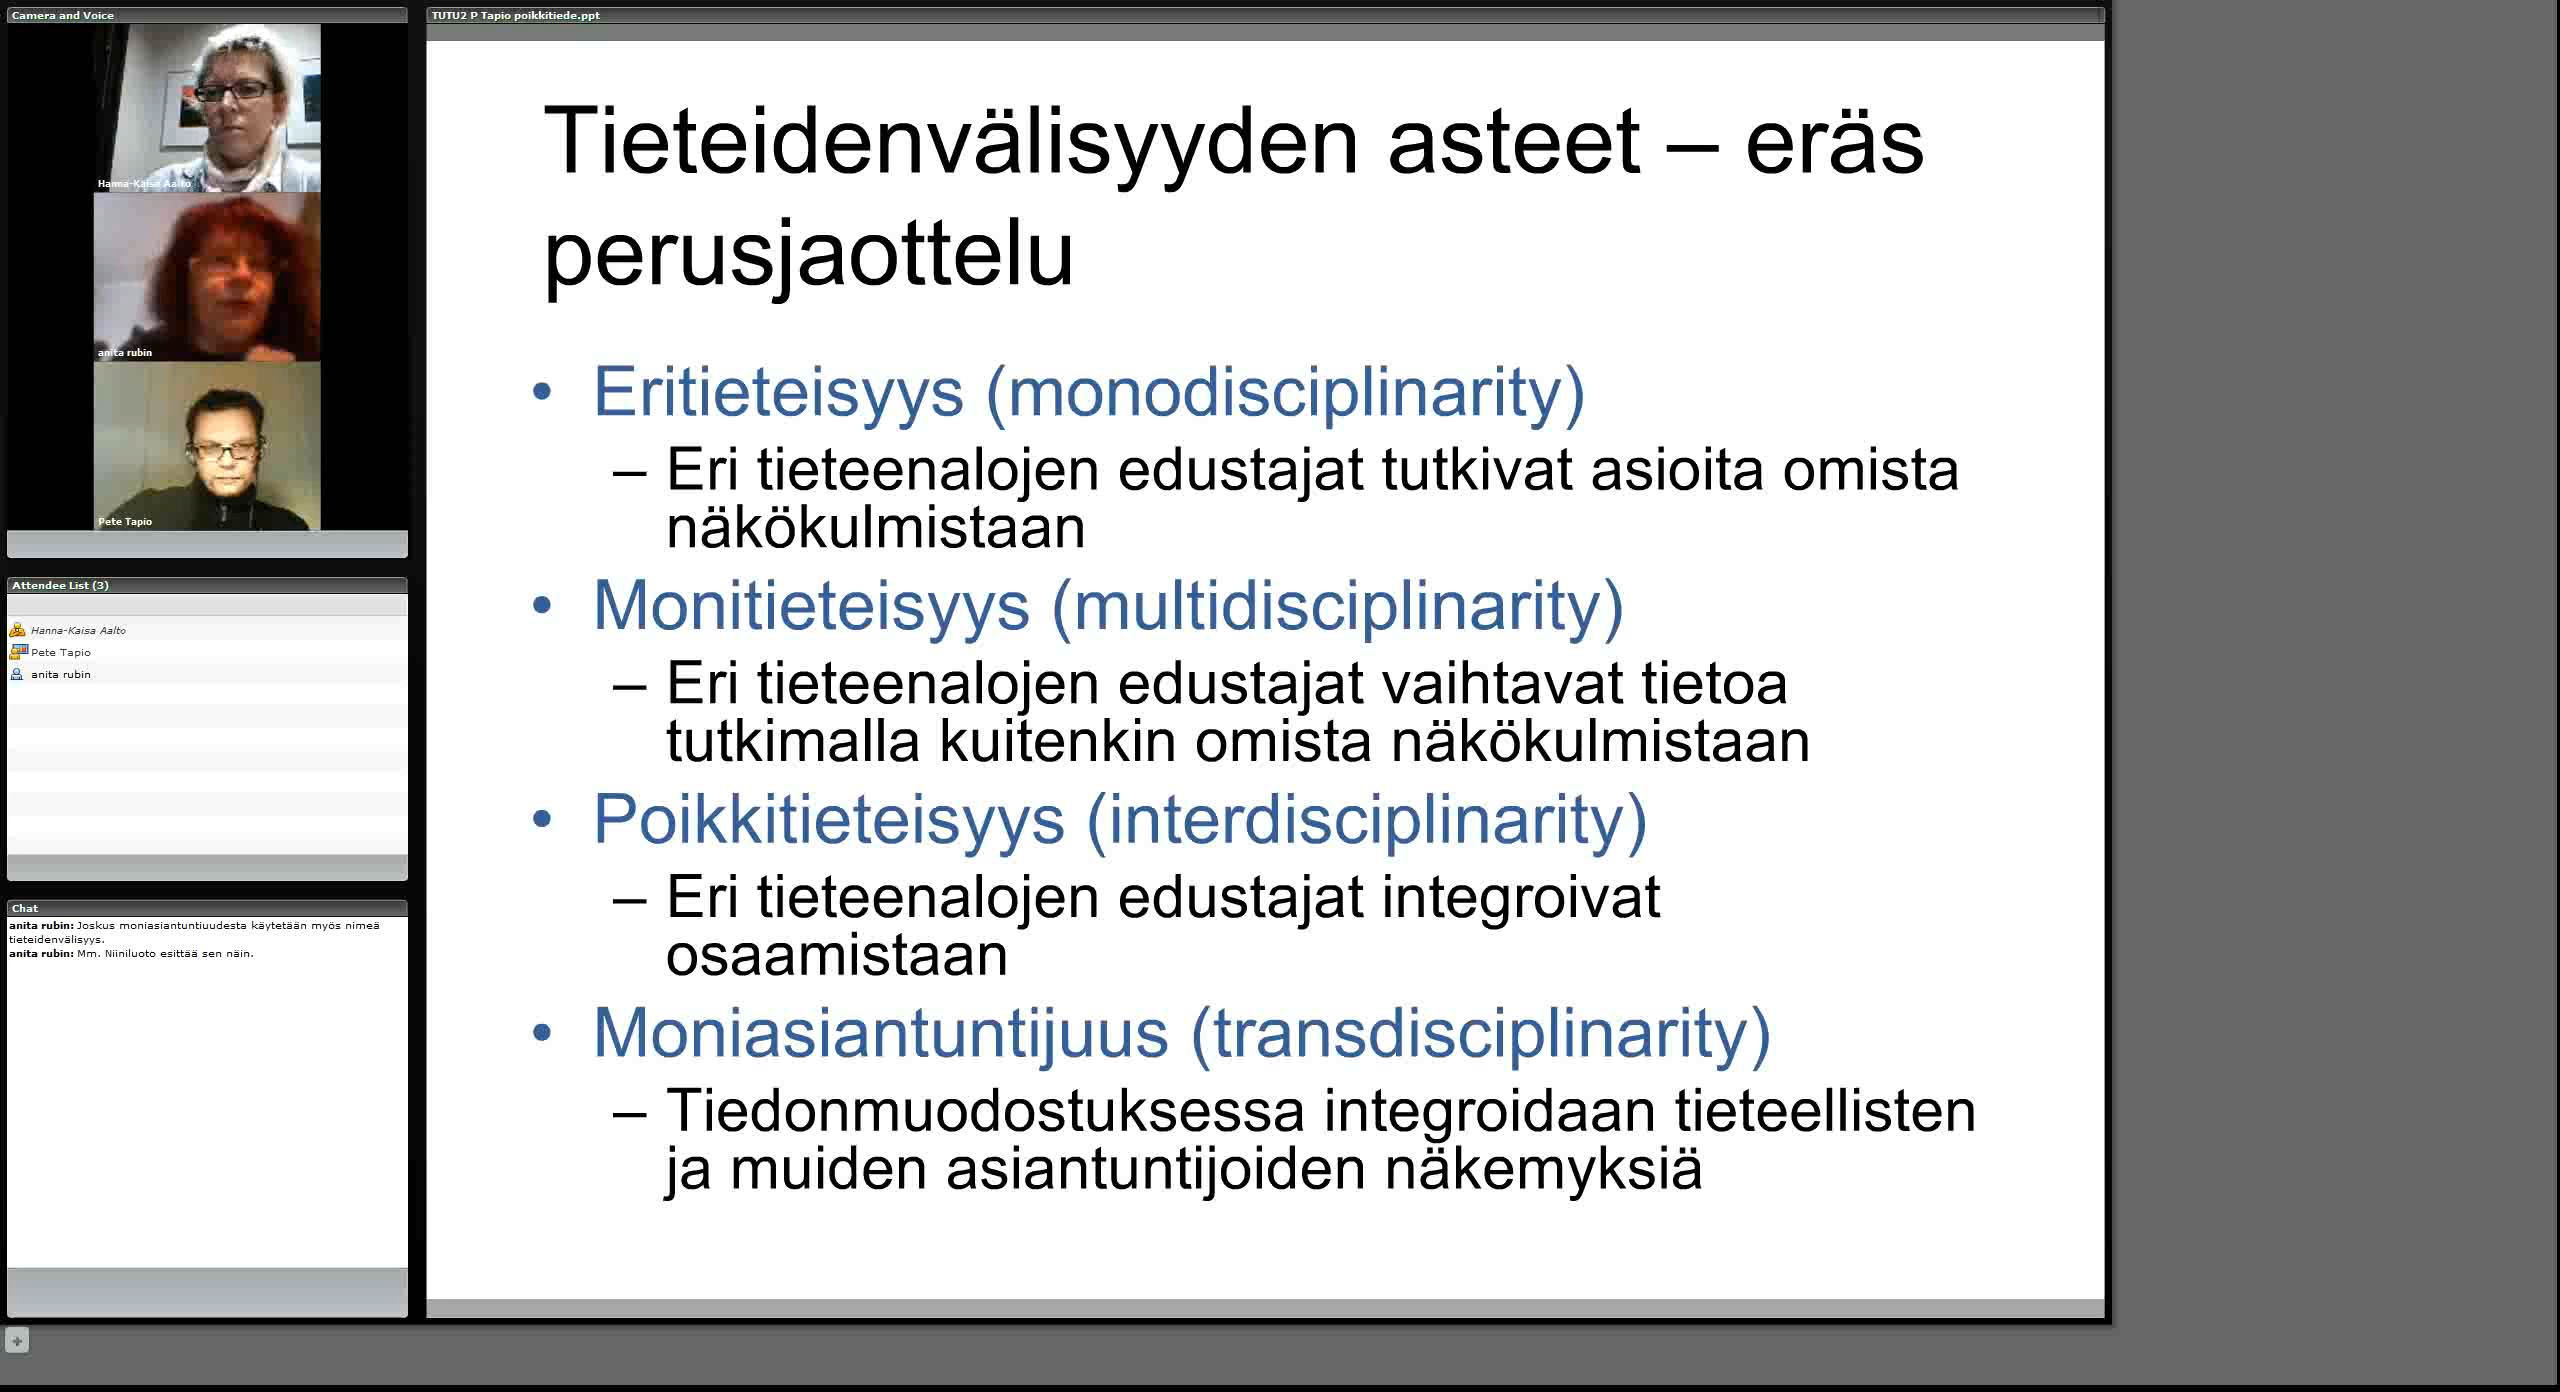 Camera and Voice
Hanna-Kaisa Aalto
anita rubin
Pete Tapio
Attendee List (3)
Hanna-Kaisa Aalto
Pete Tapio
anita rubin
Chat
anita rubin: Joskus moniasiantuntiuudesta käytetään myös nimeä
tieteidenvälisyys.
anita rubin: Mm. Niiniluoto esittää sen näin.
TUTU2 P Tapio poikkitiede.ppt
Tieteidenvälisyyden asteet – eräs
perusjaottelu
• Eritieteisyys (monodisciplinarity)
– Eri tieteenalojen edustajat tutkivat asioita omista
näkökulmistaan
• Monitieteisyys (multidisciplinarity)
– Eri tieteenalojen edustajat vaihtavat tietoa
tutkimalla kuitenkin omista näkökulmistaan
• Poikkitieteisyys (interdisciplinarity)
– Eri tieteenalojen edustajat integroivat
osaamistaan
• Moniasiantuntijuus (transdisciplinarity)
– Tiedonmuodostuksessa integroidaan tieteellisten
ja muiden asiantuntijoiden näkemyksiä